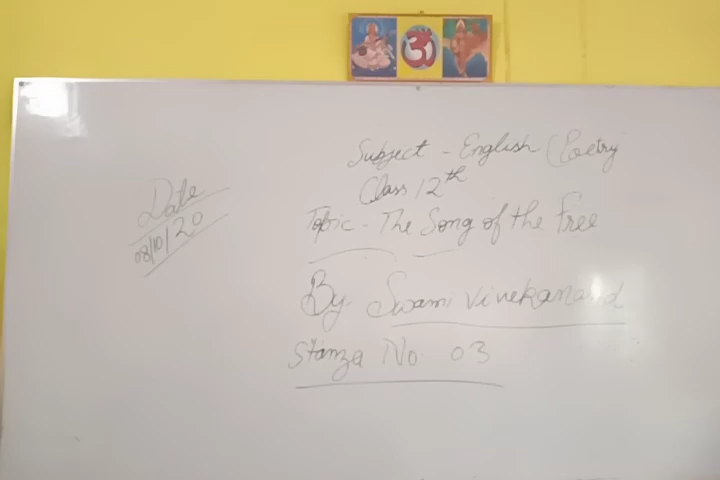 ॐ
Subject - English (Poetry
Class 12th
Date
08/10/20
Topic - The Song of the Free
By. Swami Vivekanand
Stanza No 03